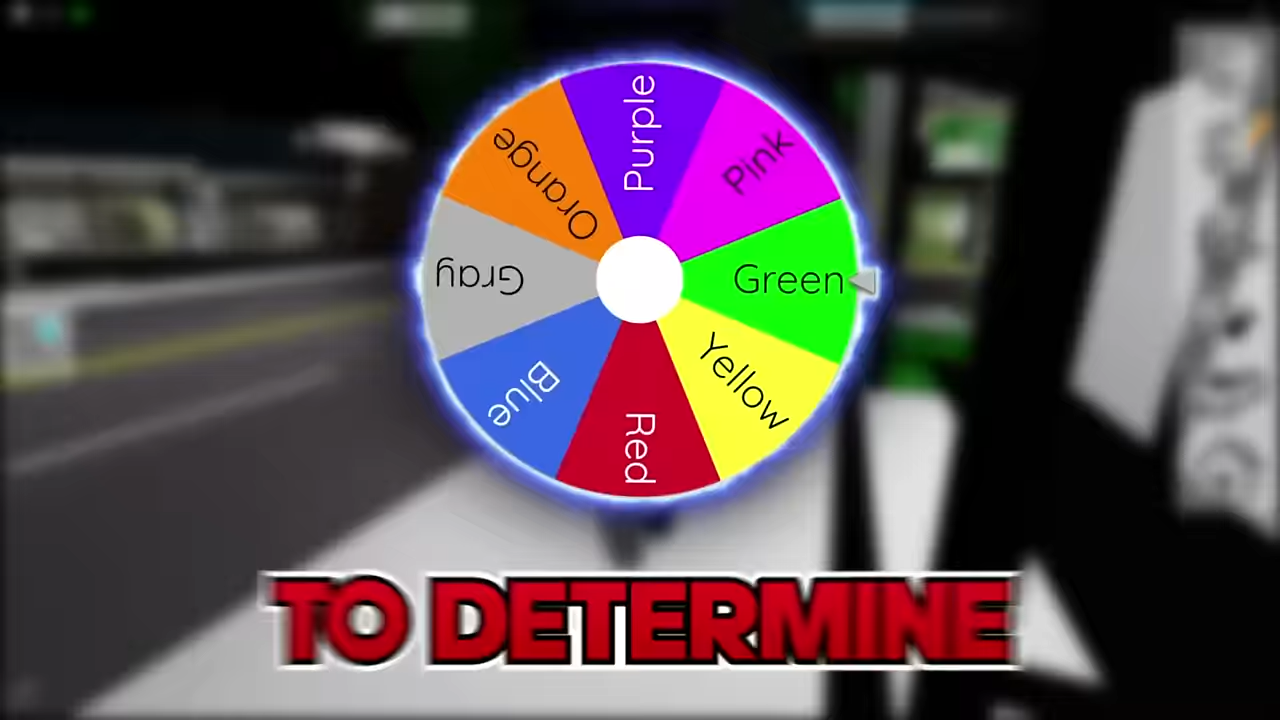 Purple
Pink
Orange
Green
Gray
Yellow
Blue
Red
TO DETERMINE